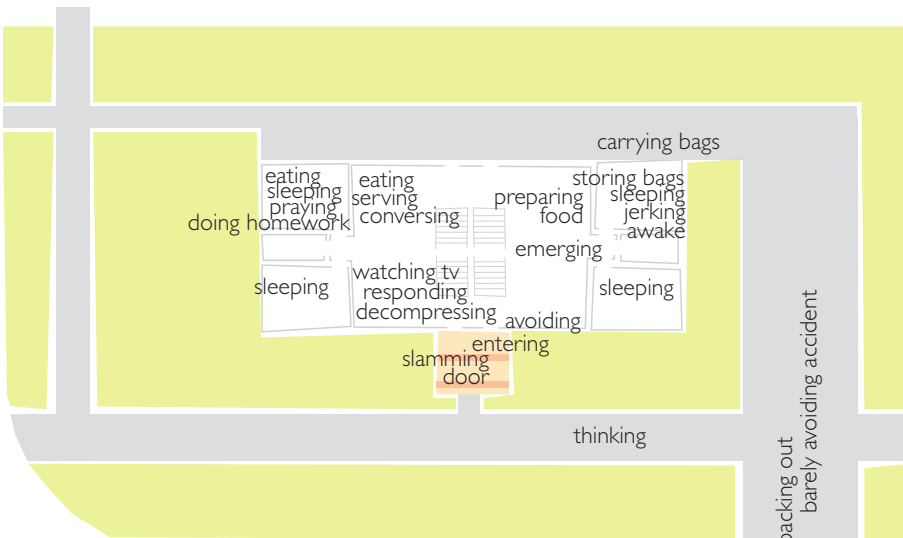 carrying bags
eating
sleeping
praying
doing homework
eating
serving
conversing
preparing
food
storing bags
sleeping
jerking
awake
emerging
sleeping
watching tv
responding
decompressing
sleeping
avoiding
entering
slamming
door
thinking
backing out
barely avoiding accident